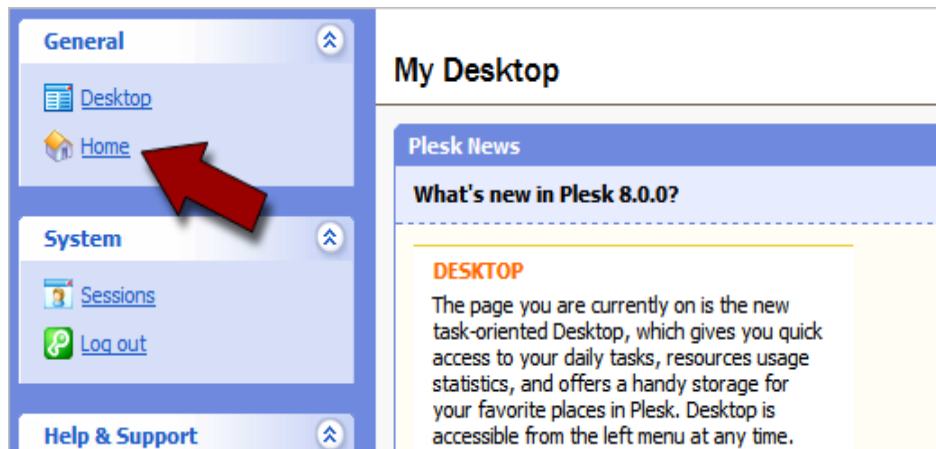 General
Desktop
Home
System
Sessions
Log out
Help & Support
My Desktop
Plesk News
What's new in Plesk 8.0.0?
DESKTOP
The page you are currently on is the new
task-oriented Desktop, which gives you quick
access to your daily tasks, resources usage
statistics, and offers a handy storage for
your favorite places in Plesk. Desktop is
accessible from the left menu at any time.